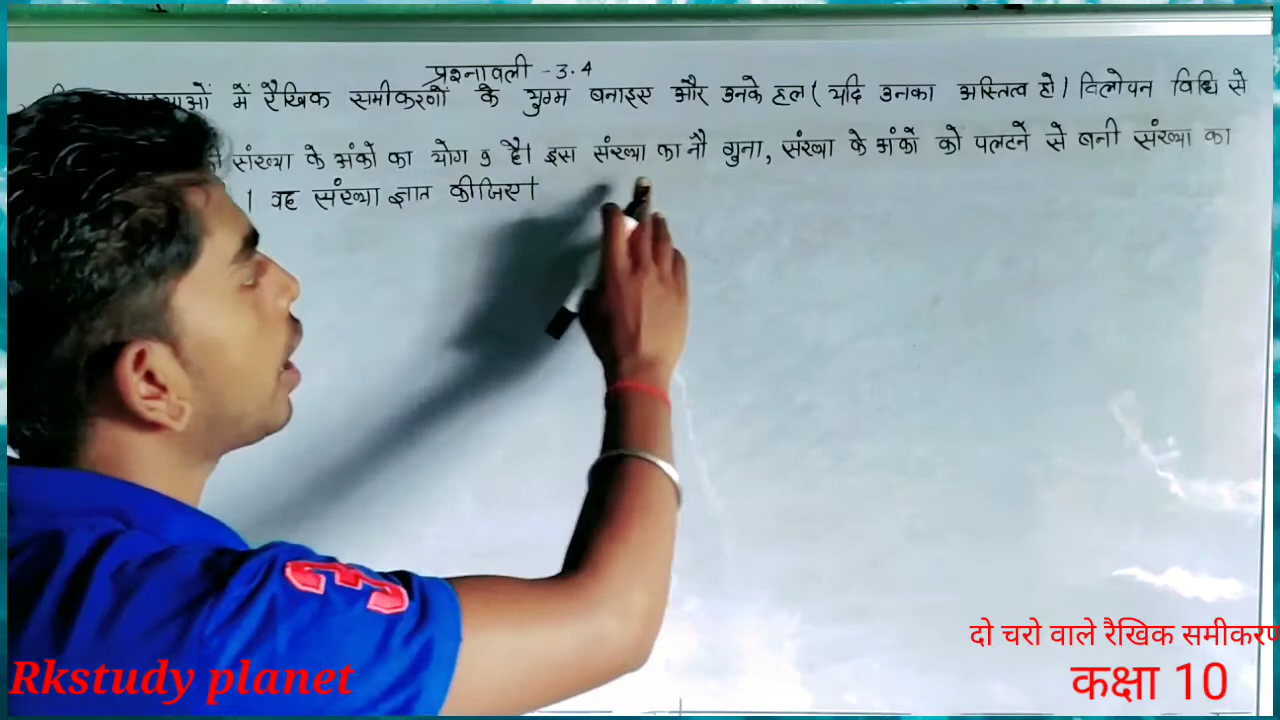 प्रश्नावली - 3.4
में रैखिक समीकरणों के युग्म बनाइए और उनके हल ( यदि उनका अस्तित्व हो ) विलोपन विधि से
संख्या के अंकों का योग 9 है। इस संख्या का नौ गुना, संख्या के अंकों को पलटने से बनी संख्या का
। वह संख्या ज्ञात कीजिए।
3
दो चरो वाले रैखिक समीकरण
कक्षा 10
Rkstudy planet